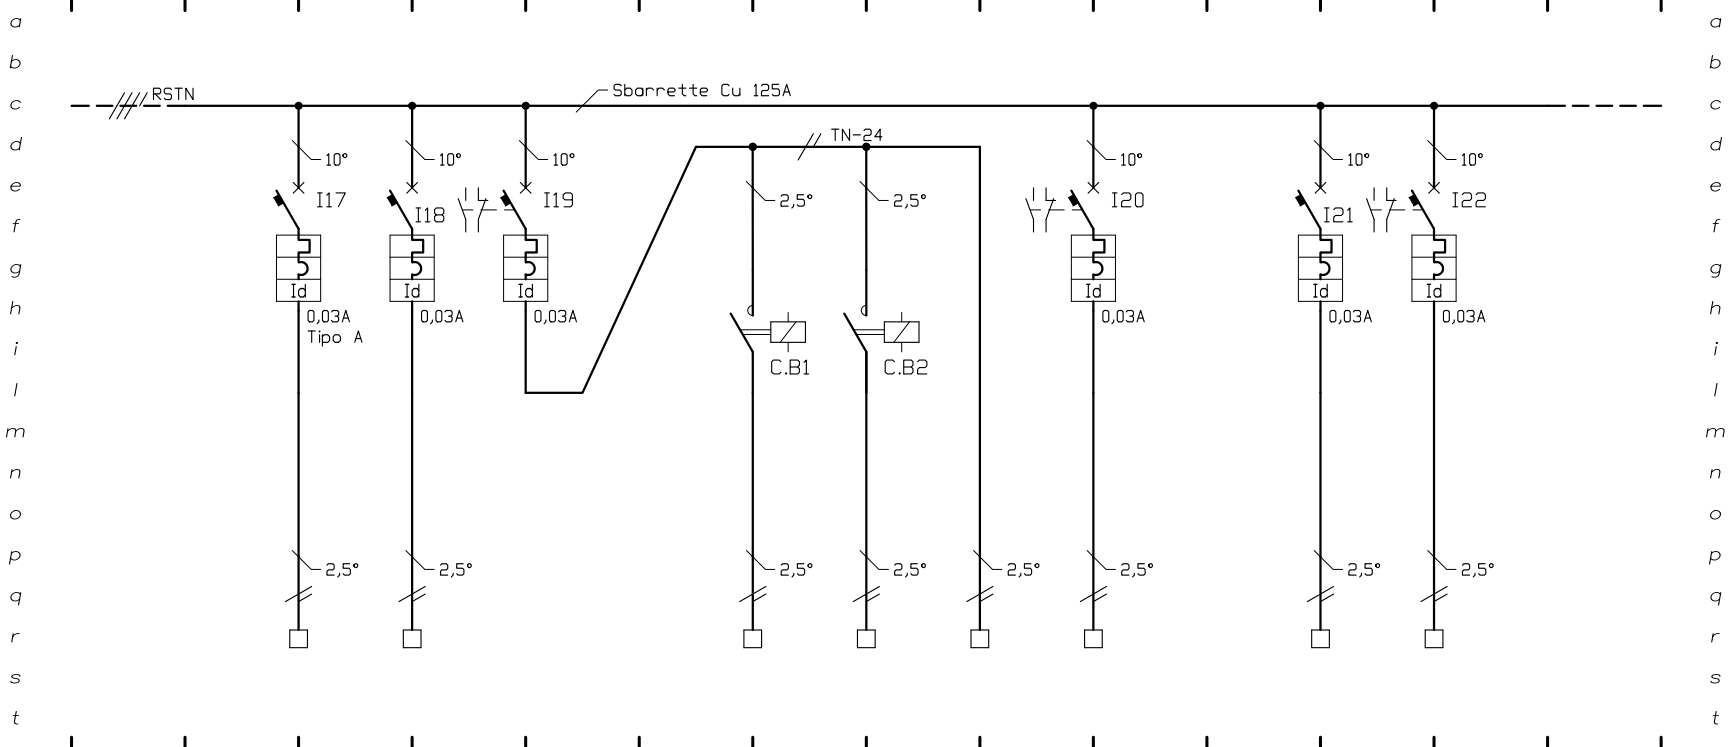 a a
b b
Sbarrette Cu 125A
RSTN
c c
TN-24
d d
10° 10° 10° 10° 10° 10°
e e
I17 I19 2,5° 2,5° I20 I22
I18 I21
f f
g g
Id Id Id Id Id Id
h h
0,03A 0,03A 0,03A 0,03A 0,03A 0,03A
Tipo A
i i
C.B1 C.B2
l l
m m
n n
o o
p p
2,5° 2,5° 2,5° 2,5° 2,5° 2,5° 2,5° 2,5°
q q
r r
s s
t t